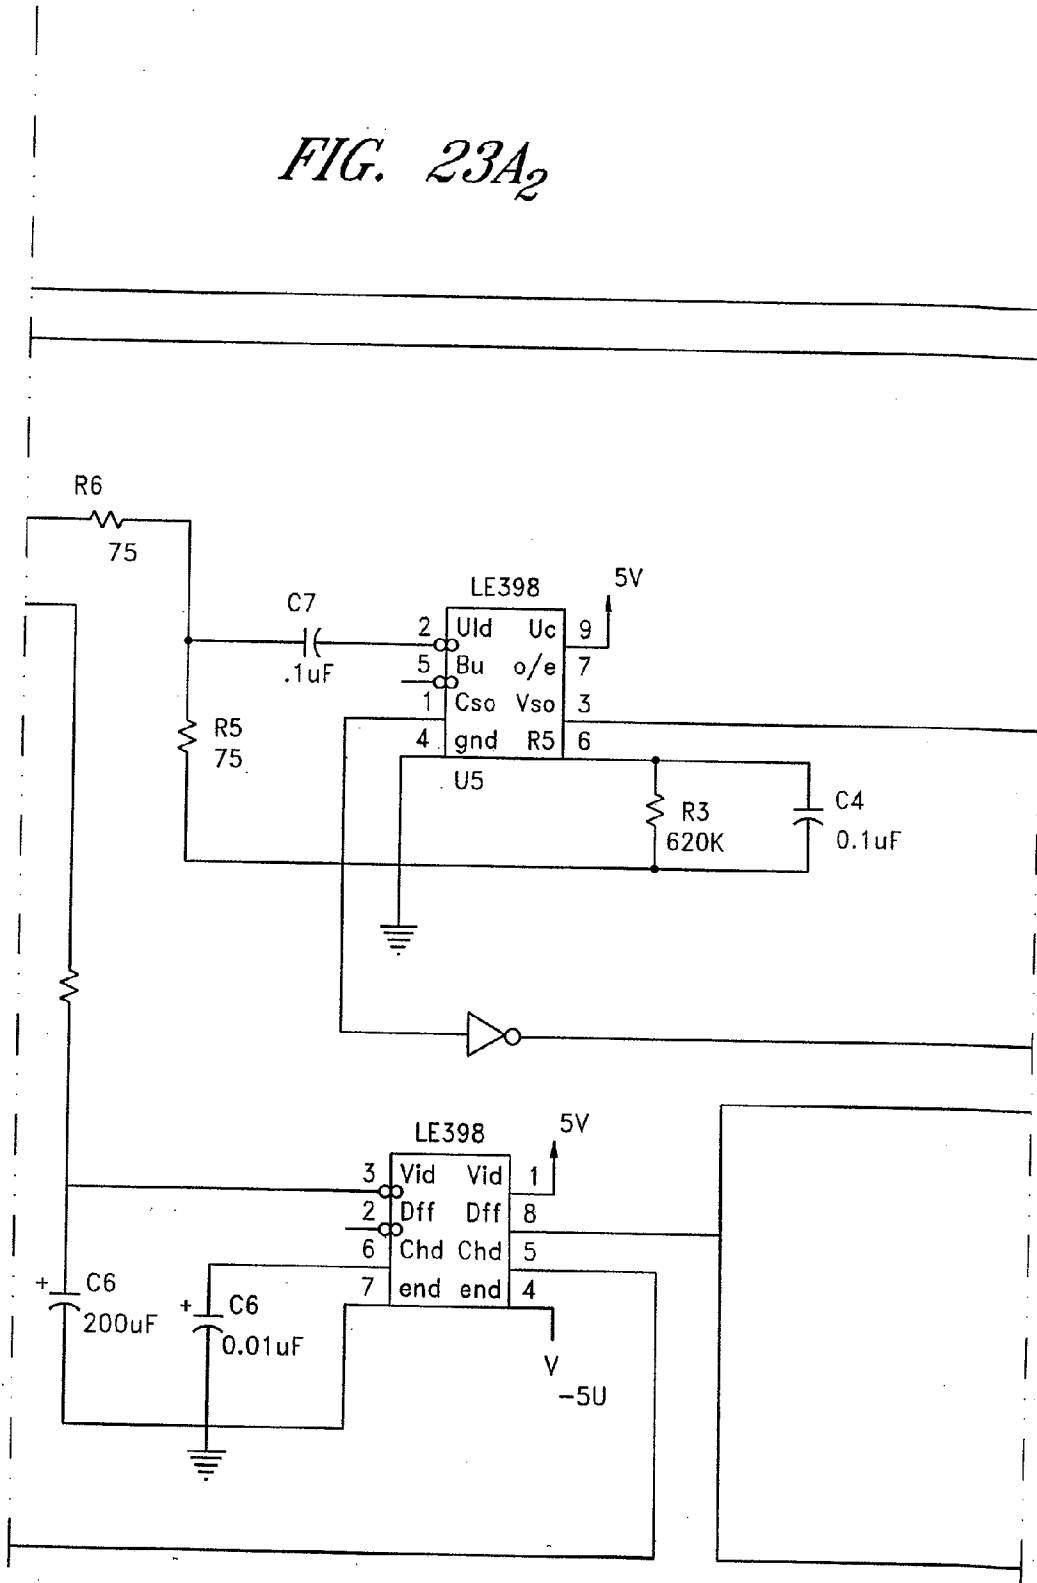 FIG. 23A2
R6
75
C7
.1uF
R5
75
LE398
5V
2 Uld Uc 9
5 Bu o/e 7
1 Cso Vso 3
4 gnd R5 6
U5
R3
620K
C4
0.1uF
LE398
5V
3 Vid Vid 1
2 Dff Dff 8
6 Chd Chd 5
7 end end 4
+ C6
200uF
+ C6
0.01uF
V
-5U